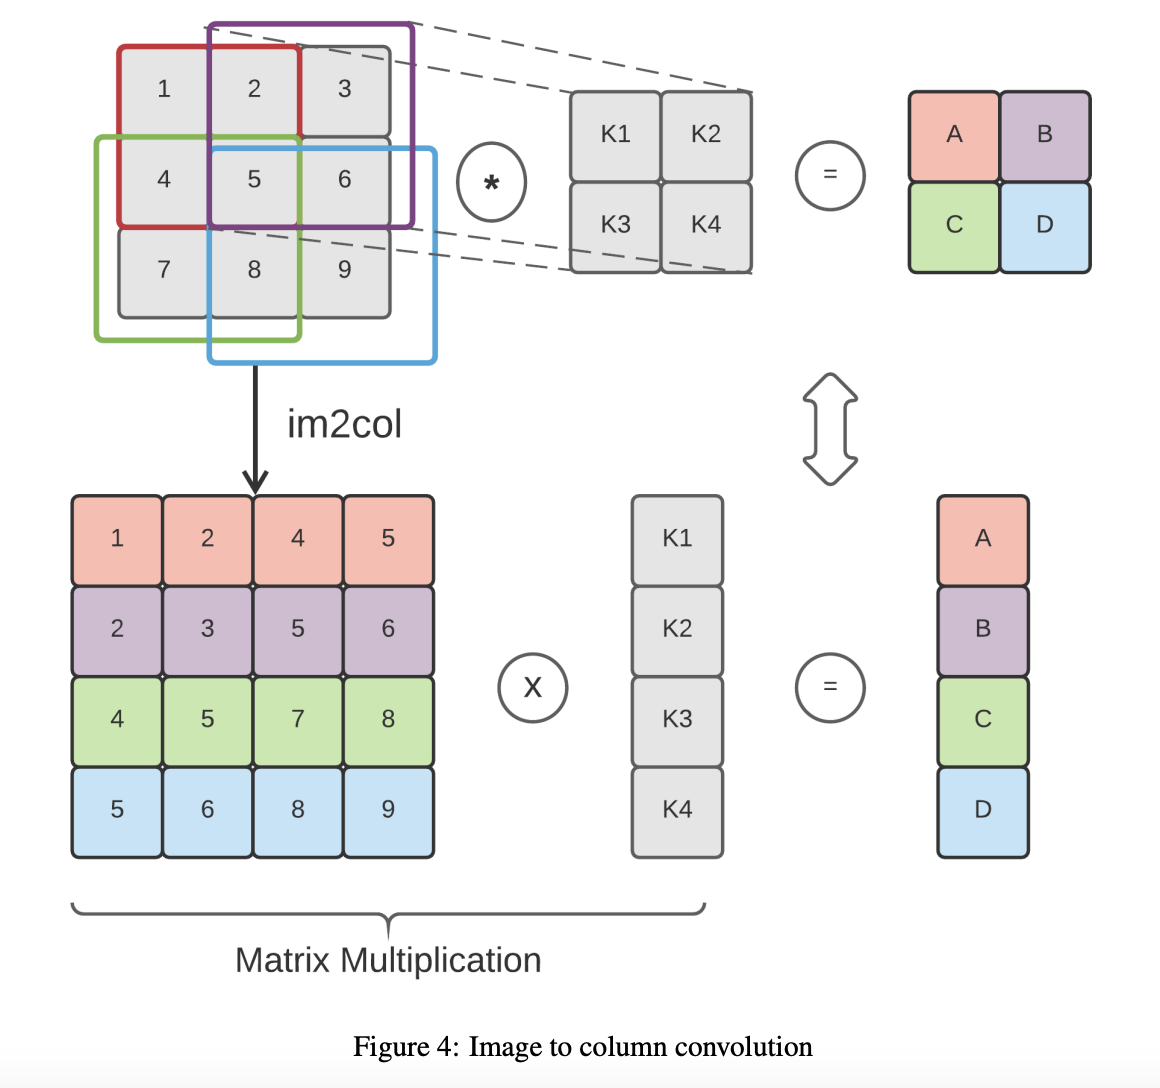 1 2 3
4 5 6
7 8 9
*
K1 K2
K3 K4
=
A B
C D
im2col
1 2 4 5
2 3 5 6
4 5 7 8
5 6 8 9
X
K1
K2
K3
K4
=
A
B
C
D
Matrix Multiplication
Figure 4: Image to column convolution